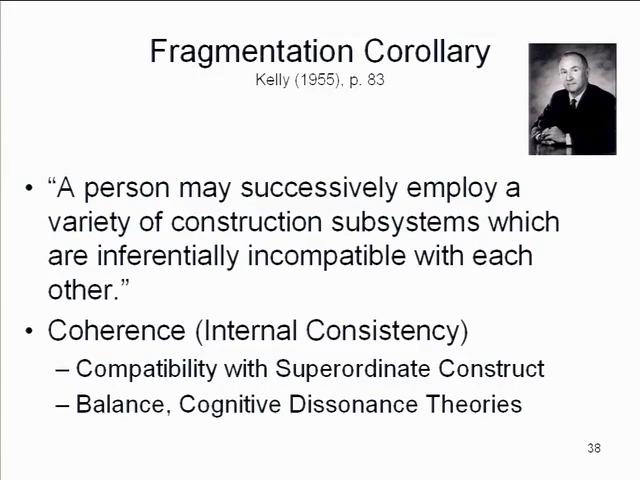 Fragmentation Corollary
Kelly (1955), p. 83
• “A person may successively employ a
variety of construction subsystems which
are inferentially incompatible with each
other.”
• Coherence (Internal Consistency)
– Compatibility with Superordinate Construct
– Balance, Cognitive Dissonance Theories
38